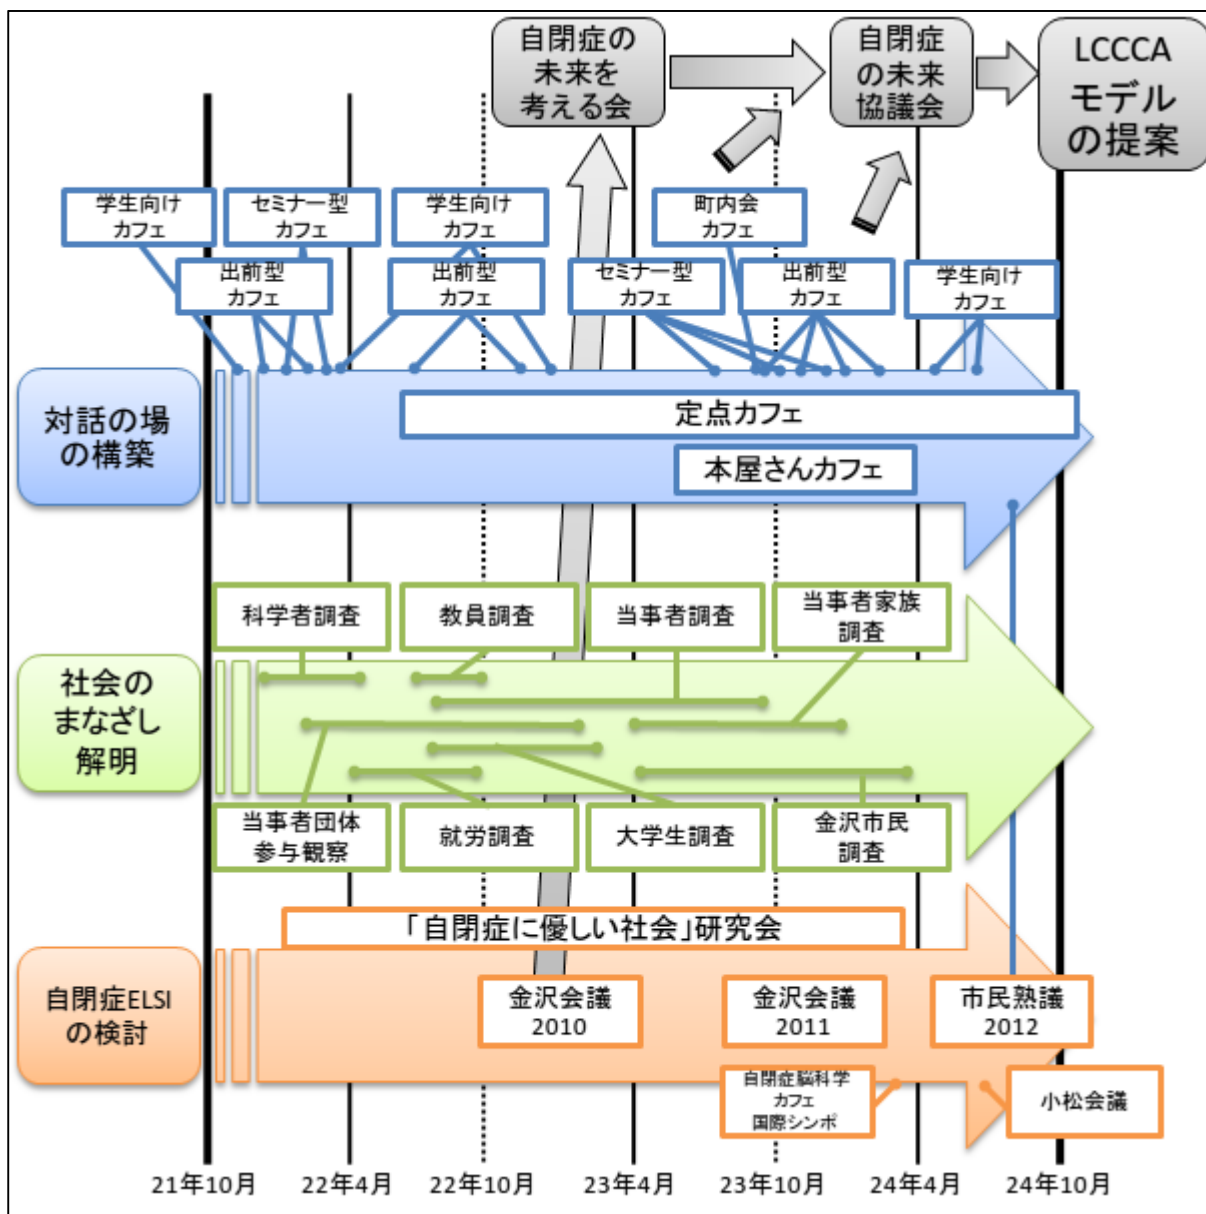 自閉症の
未来を
考える会
自閉症
の未来
協議会
LCCCA
モデル
の提案
学生向け
カフェ
セミナー型
カフェ
学生向け
カフェ
町内会
カフェ
出前型
カフェ
出前型
カフェ
セミナー型
カフェ
出前型
カフェ
学生向け
カフェ
対話の場
の構築
定点カフェ
本屋さんカフェ
科学者調査
教員調査
当事者調査
当事者家族
調査
社会の
まなざし
解明
当事者団体
参与観察
就労調査
大学生調査
金沢市民
調査
「自閉症に優しい社会」研究会
自閉症ELSI
の検討
金沢会議
2010
金沢会議
2011
市民熟議
2012
自閉症脳科学
カフェ
国際シンポ
小松会議
21年10月
22年4月
22年10月
23年4月
23年10月
24年4月
24年10月